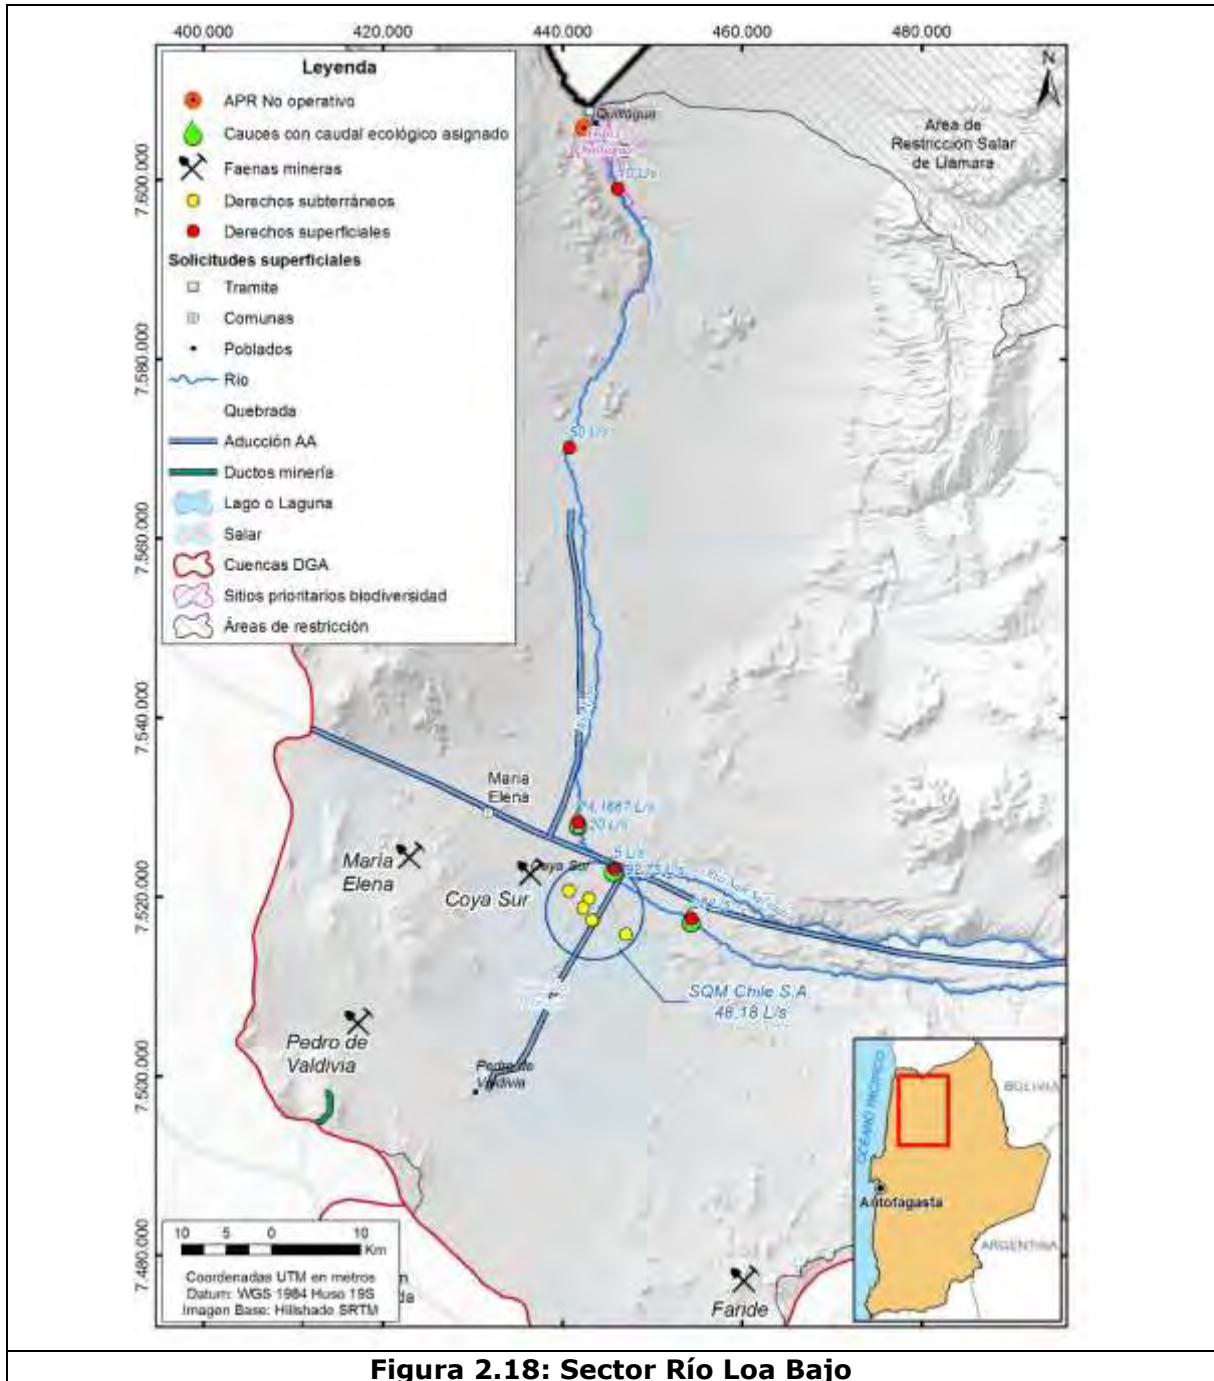 400.000 420.000 440.000 460.000 480.000
Leyenda
APR No operativo
Cauces con caudal ecológico asignado
Faenas mineras
Derechos subterráneos
Derechos superficiales
Solicitudes superficiales
Tramite
Comunas
Poblados
Río
Quebrada
Aducción AA
Ductos minería
Lago o Laguna
Salar
Cuencas DGA
Sitios prioritarios biodiversidad
Áreas de restricción
N
Quillagua
Area de
Restricción Salar
de Llamara
7.600.000
7.580.000
50 L/s
7.560.000
7.540.000
Maria
Elena
20 L/s
5 L/s
María
Elena
Coya Sur
Coya Sur
7.520.000
SQM Chile S.A
48,18 L/s
Pedro de
Valdivia
Pedro de
Valdivia
7.500.000
7.480.000
Faride
10 5 0 10
Km
Coordenadas UTM en metros
Datum: WGS 1984 Huso 19S
Imagen Base: Hillshade SRTM
OCÉANO PACÍFICO
BOLIVIA
Antofagasta
ARGENTINA
Figura 2.18: Sector Río Loa Bajo